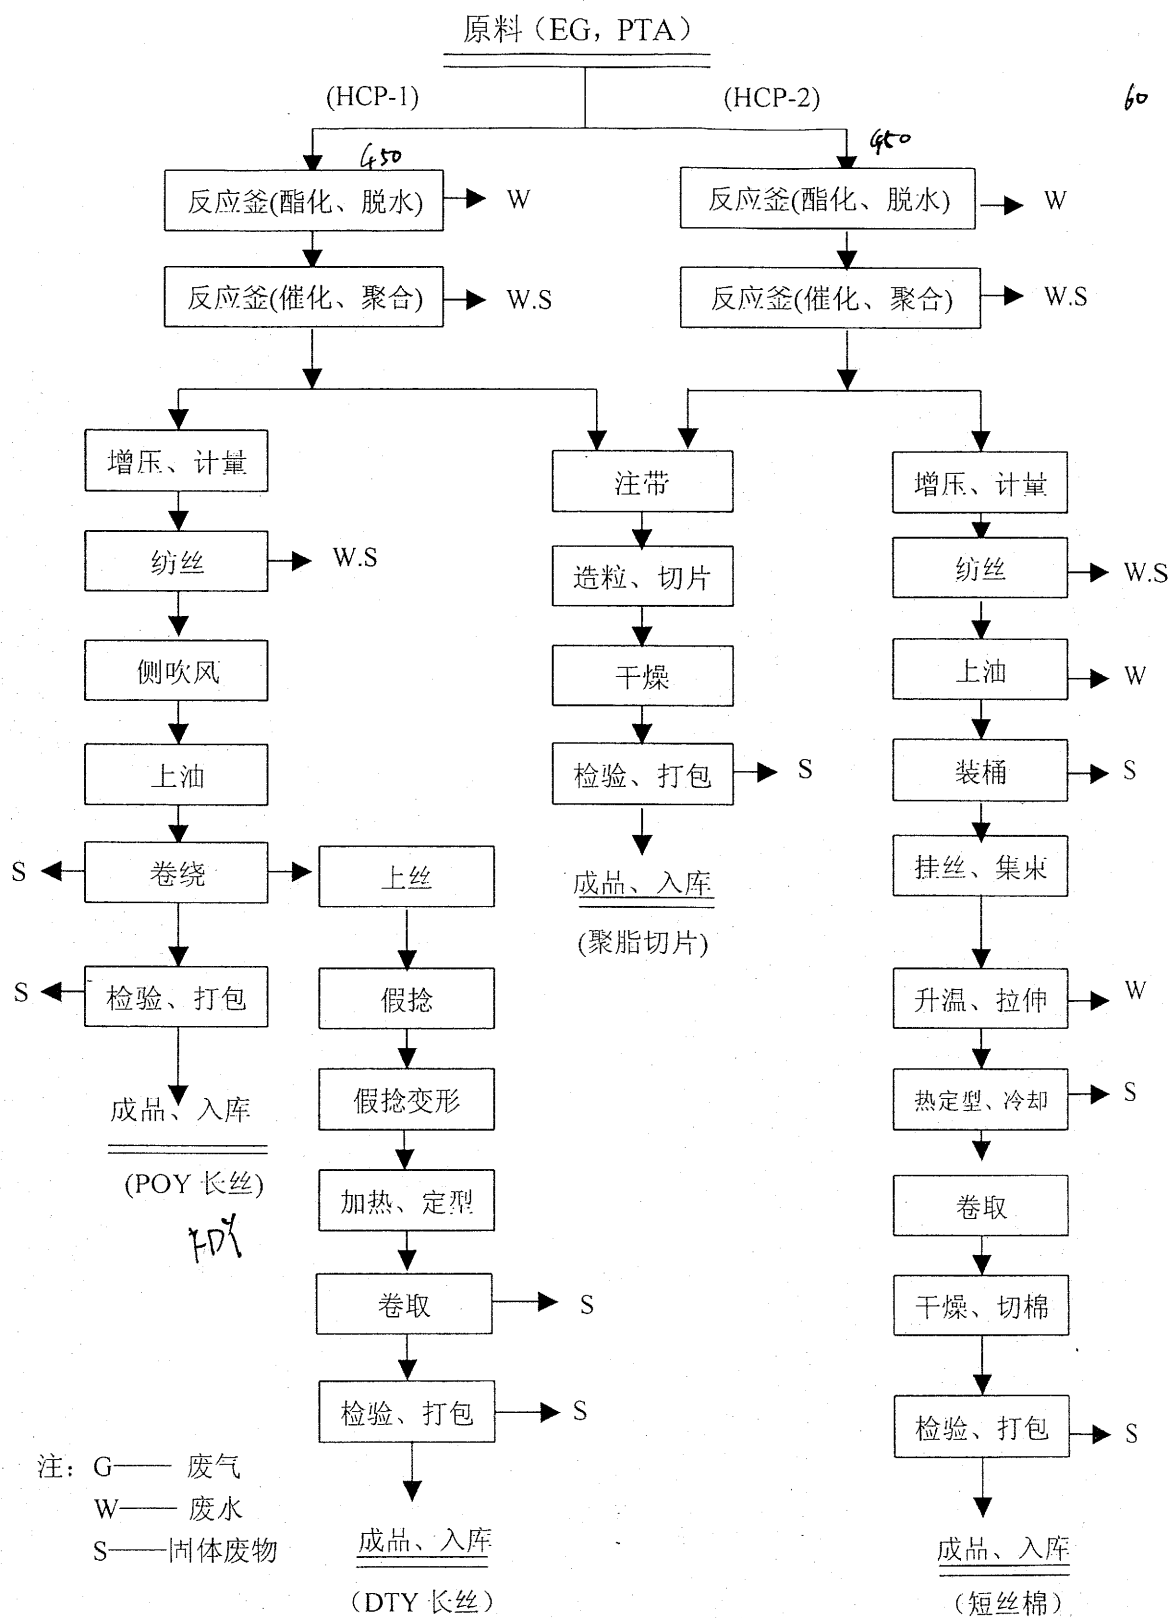 原料（EG，PTA）
(HCP-1)
(HCP-2)
60
450
450
反应釜(酯化、脱水)
W
反应釜(酯化、脱水)
W
反应釜(催化、聚合)
W.S
反应釜(催化、聚合)
W.S
增压、计量
注带
增压、计量
纺丝
W.S
造粒、切片
纺丝
W.S
侧吹风
干燥
上油
W
上油
检验、打包
S
装桶
S
S
卷绕
上丝
成品、入库
挂丝、集束
(聚脂切片)
S
检验、打包
假捻
升温、拉伸
W
成品、入库
假捻变形
热定型、冷却
S
(POY 长丝)
FDY
加热、定型
卷取
卷取
S
干燥、切棉
检验、打包
S
检验、打包
S
注：G—— 废气
W—— 废水
S——固体废物
成品、入库
成品、入库
（DTY 长丝）
（短丝棉）